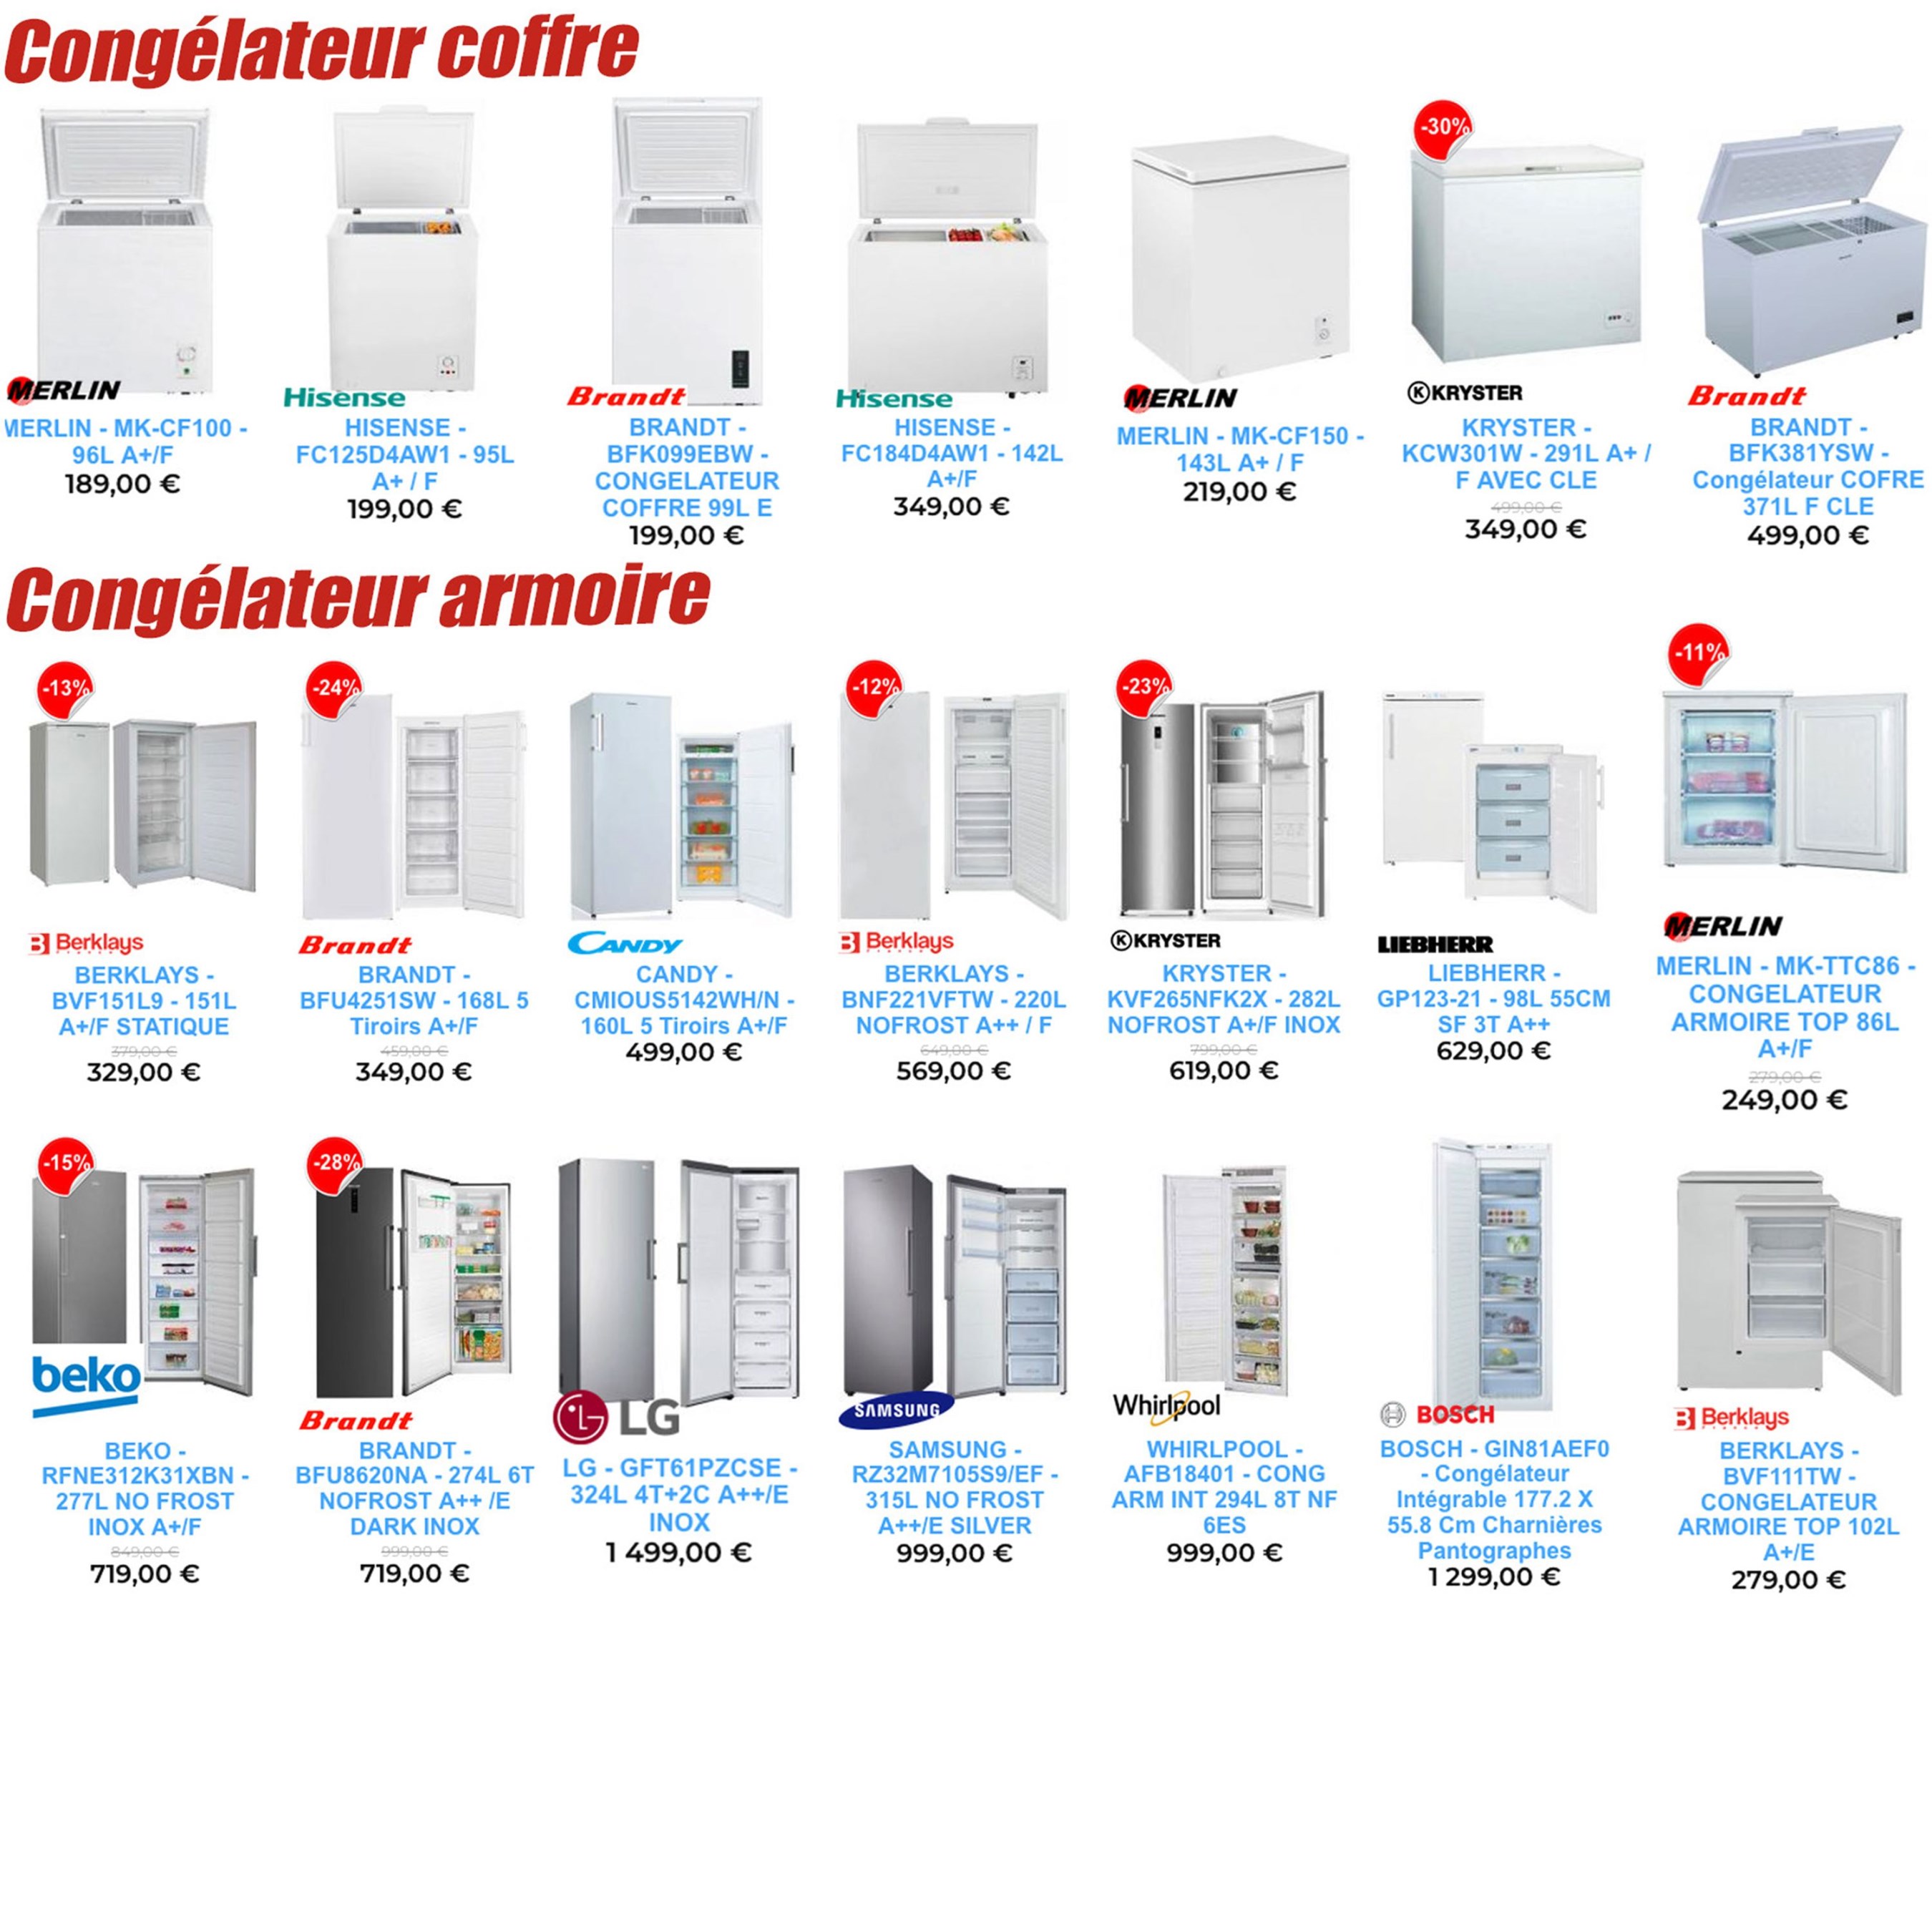 Congélateur coffre
-30%
MERLIN
Hisense
Brandt
Hisense
MERLIN
KRYSTER
Brandt
MERLIN - MK-CF100 -
96L A+/F
189,00 €
HISENSE -
FC125D4AW1 - 95L
A+ / F
199,00 €
BRANDT -
BFK099EBW -
CONGELATEUR
COFFRE 99L E
199,00 €
HISENSE -
FC184D4AW1 - 142L
A+/F
349,00 €
MERLIN - MK-CF150 -
143L A+ / F
219,00 €
KRYSTER -
KCW301W - 291L A+ /
F AVEC CLE
499,00 €
349,00 €
BRANDT -
BFK381YSW -
Congélateur COFRE
371L F CLE
499,00 €
Congélateur armoire
-13%
Berklays
BERKLAYS -
BVF151L9 - 151L
A+/F STATIQUE
379,00 €
329,00 €
-24%
Brandt
BRANDT -
BFU4251SW - 168L 5
Tiroirs A+/F
459,00 €
349,00 €
CANDY
CANDY -
CMIOUS5142WH/N -
160L 5 Tiroirs A+/F
499,00 €
-12%
Berklays
BERKLAYS -
BNF221VFTW - 220L
NOFROST A++ / F
649,00 €
569,00 €
-23%
KRYSTER
KRYSTER -
KVF265NFK2X - 282L
NOFROST A+/F INOX
799,00 €
619,00 €
LIEBHERR
LIEBHERR -
GP123-21 - 98L 55CM
SF 3T A++
629,00 €
-11%
MERLIN
MERLIN - MK-TTC86 -
CONGELATEUR
ARMOIRE TOP 86L
A+/F
279,00 €
249,00 €
-15%
beko
BEKO -
RFNE312K31XBN -
277L NO FROST
INOX A+/F
849,00 €
719,00 €
-28%
Brandt
BRANDT -
BFU8620NA - 274L 6T
NOFROST A++ /E
DARK INOX
999,00 €
719,00 €
LG
LG - GFT61PZCSE -
324L 4T+2C A++/E
INOX
1 499,00 €
SAMSUNG
SAMSUNG -
RZ32M7105S9/EF -
315L NO FROST
A++/E SILVER
999,00 €
Whirlpool
WHIRLPOOL -
AFB18401 - CONG
ARM INT 294L 8T NF
6ES
999,00 €
BOSCH
BOSCH - GIN81AEF0
- Congélateur
Intégrable 177.2 X
55.8 Cm Charnières
Pantographes
1 299,00 €
Berklays
BERKLAYS -
BVF111TW -
CONGELATEUR
ARMOIRE TOP 102L
A+/E
279,00 €